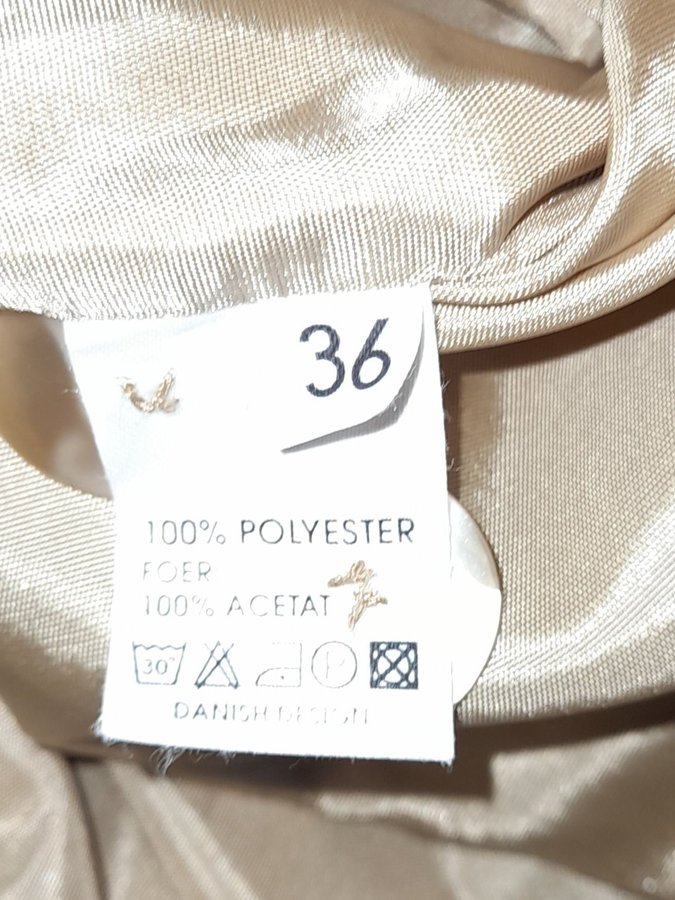 36
100% POLYESTER
FOER
100% ACETAT
30°
P
DANISH DESIGN